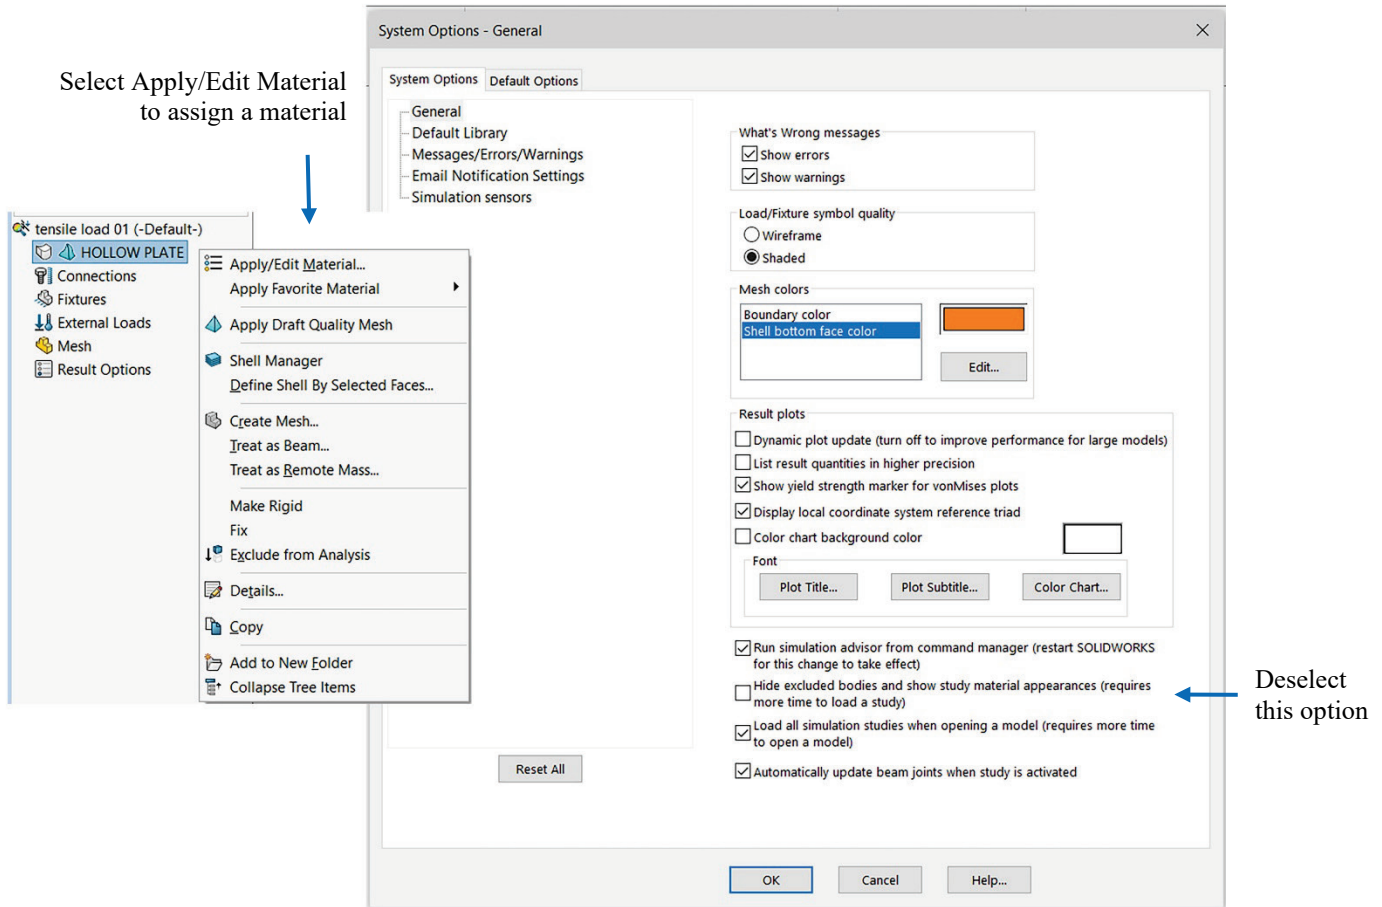 Select Apply/Edit Material
to assign a material
tensile load 01 (-Default-)
HOLLOW PLATE
Connections
Fixtures
External Loads
Mesh
Result Options
Apply/Edit Material...
Apply Favorite Material
Apply Draft Quality Mesh
Shell Manager
Define Shell By Selected Faces...
Create Mesh...
Treat as Beam...
Treat as Remote Mass...
Make Rigid
Fix
Exclude from Analysis
Details...
Copy
Add to New Folder
Collapse Tree Items
System Options - General
System Options
Default Options
General
Default Library
Messages/Errors/Warnings
Email Notification Settings
Simulation sensors
Reset All
What's Wrong messages
Show errors
Show warnings
Load/Fixture symbol quality
Wireframe
Shaded
Mesh colors
Boundary color
Shell bottom face color
Edit...
Result plots
Dynamic plot update (turn off to improve performance for large models)
List result quantities in higher precision
Show yield strength marker for vonMises plots
Display local coordinate system reference triad
Color chart background color
Font
Plot Title...
Plot Subtitle...
Color Chart...
Run simulation advisor from command manager (restart SOLIDWORKS
for this change to take effect)
Hide excluded bodies and show study material appearances (requires
more time to load a study)
Load all simulation studies when opening a model (requires more time
to open a model)
Automatically update beam joints when study is activated
OK
Cancel
Help...
Deselect
this option